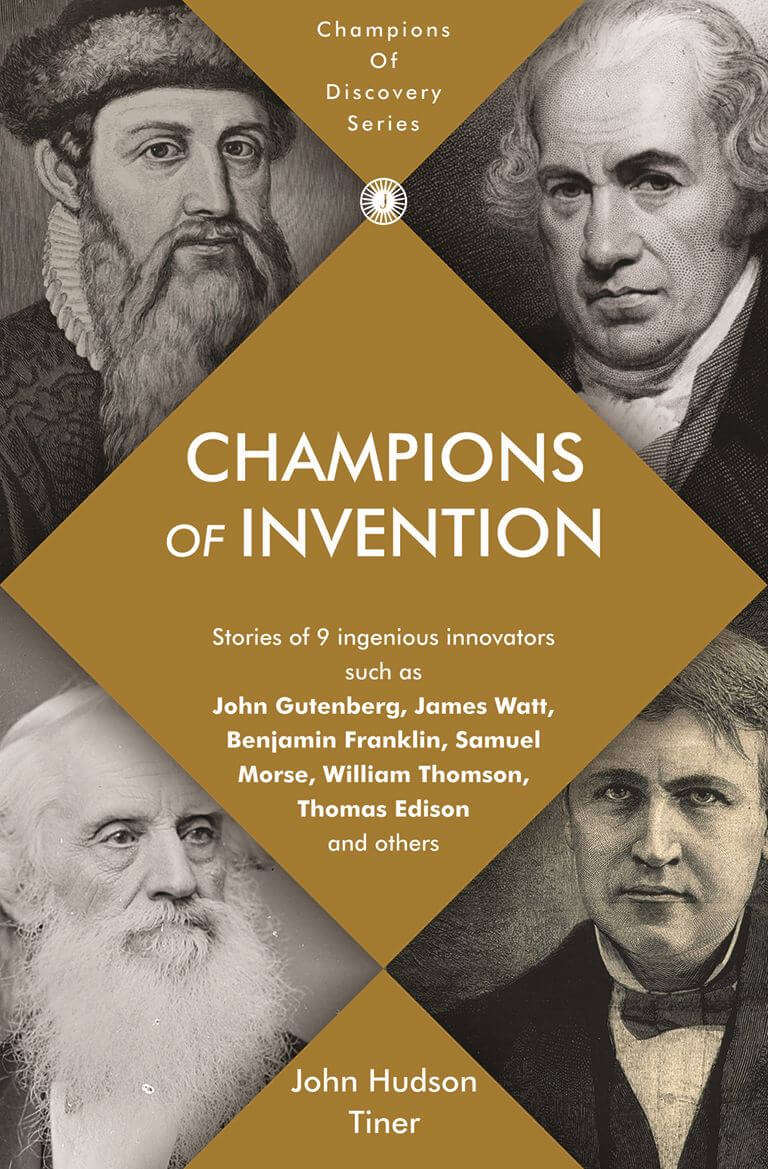 Champions
Of
Discovery
Series
J
CHAMPIONS
OF INVENTION
Stories of 9 ingenious innovators
such as
John Gutenberg, James Watt,
Benjamin Franklin, Samuel
Morse, William Thomson,
Thomas Edison
and others
John Hudson
Tiner